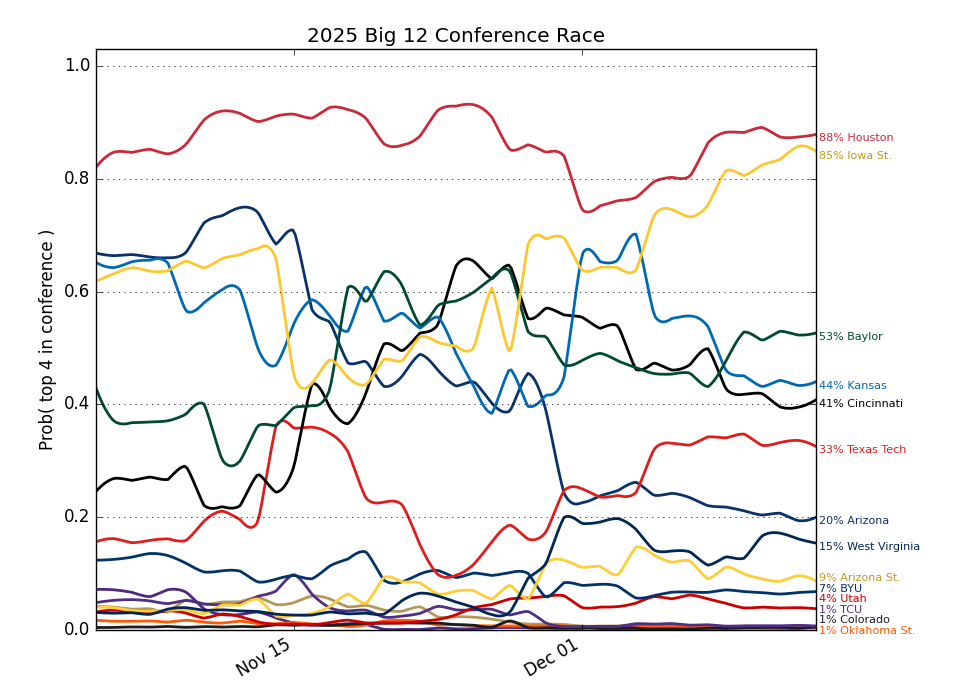 2025 Big 12 Conference Race
Prob( top 4 in conference )
1.0
0.8
0.6
0.4
0.2
0.0
Nov 15
Dec 01
88% Houston
85% Iowa St.
53% Baylor
44% Kansas
41% Cincinnati
33% Texas Tech
20% Arizona
15% West Virginia
9% Arizona St.
7% BYU
4% Utah
1% TCU
1% Colorado
1% Oklahoma St.